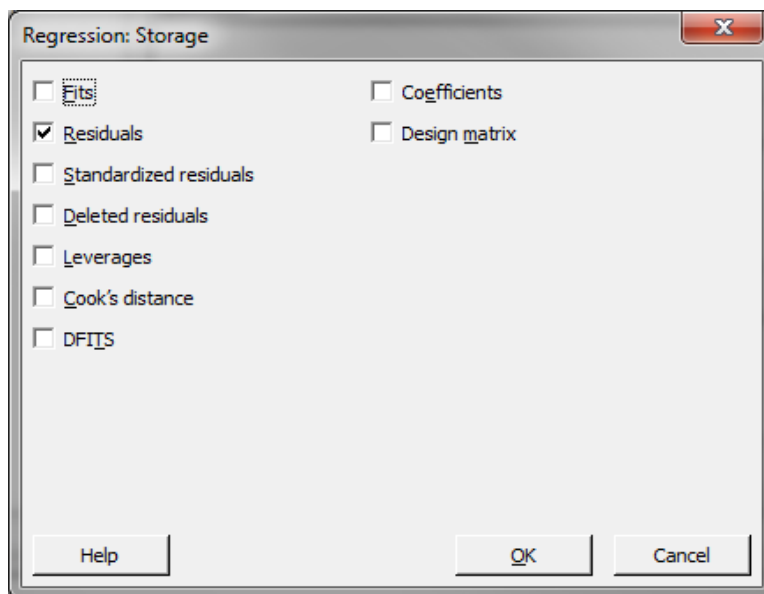 Regression: Storage
Fits
Coefficients
Residuals
Design matrix
Standardized residuals
Deleted residuals
Leverages
Cook's distance
DFITS
Help
OK
Cancel